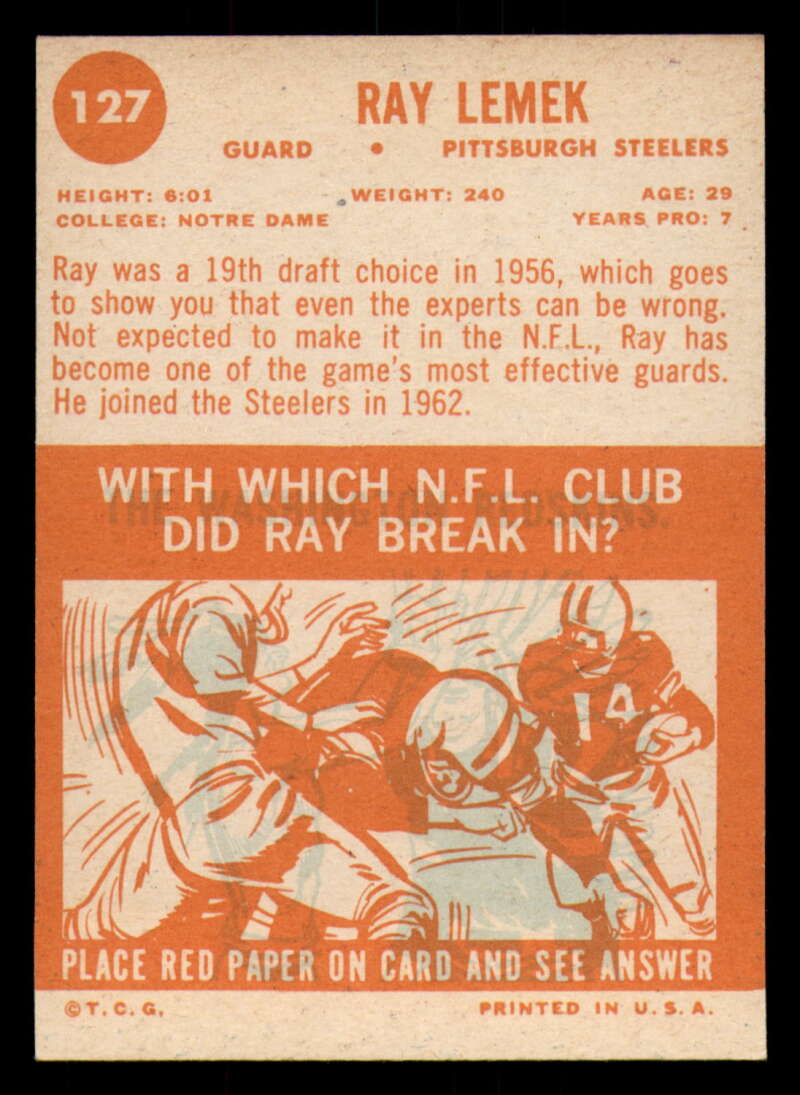 127
RAY LEMEK
GUARD • PITTSBURGH STEELERS
HEIGHT: 6:01 WEIGHT: 240 AGE: 29
COLLEGE: NOTRE DAME YEARS PRO: 7
Ray was a 19th draft choice in 1956, which goes
to show you that even the experts can be wrong.
Not expected to make it in the N.F.L., Ray has
become one of the game's most effective guards.
He joined the Steelers in 1962.
WITH WHICH N.F.L. CLUB
THE WASHINGTON REDSKINS.
DID RAY BREAK IN?
14
PLACE RED PAPER ON CARD AND SEE ANSWER
© T.C.G. PRINTED IN U.S.A.